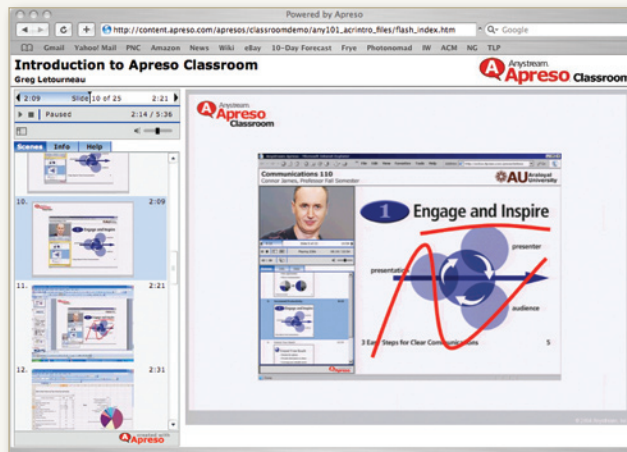 Powered by Apreso
http://content.apreso.com/apresos/classroomdemo/any101_acrintro_files/flash_index.htm
Google
Gmail Yahoo! Mail PNC Amazon News Wiki eBay 10-Day Forecast Frye Photonomad IW ACM NG TLP
Introduction to Apreso Classroom
Greg Letourneau
Anystream
Apreso Classroom
2:09 Slide 10 of 25 2:21
Paused 2:14 / 5:36
Scenes Info Help
10. 2:09
11. 2:21
12. 2:31
Apreso
Anystream
Apreso
Classroom
Communications 110
Connor James, Professor Fall Semester
AU
University
1 Engage and Inspire
presenter
presentation
audience
3 Easy Steps for Clear Communications 5
Apreso